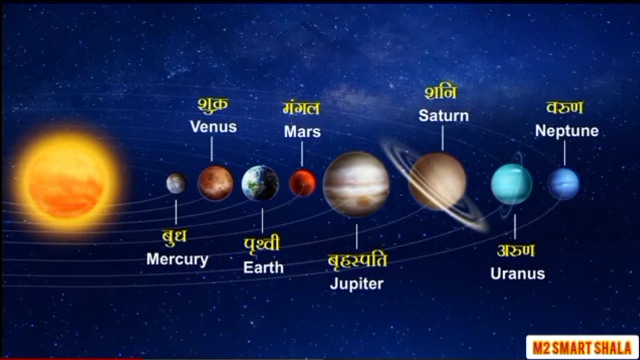 शुक्र
Venus
मंगल
Mars
शनि
Saturn
वरुण
Neptune
बुध
Mercury
पृथ्वी
Earth
बृहस्पति
Jupiter
अरुण
Uranus
M2 SMART SHALA